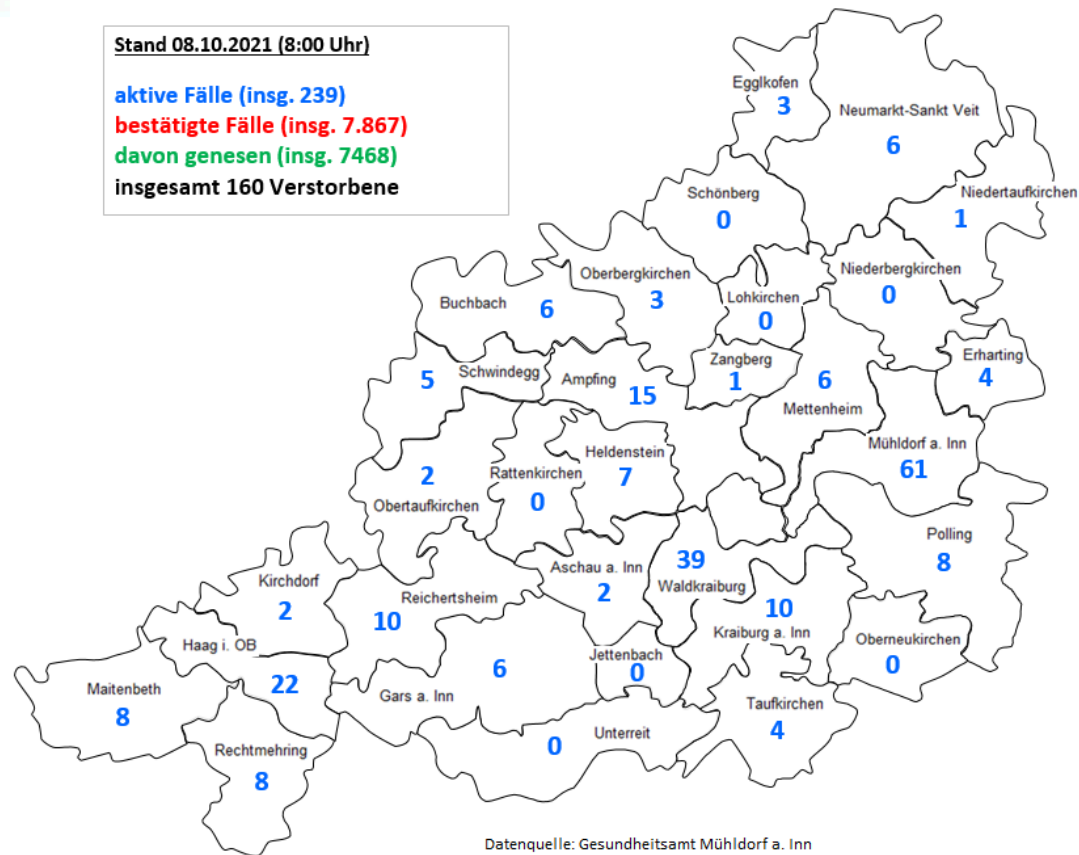 Stand 08.10.2021 (8:00 Uhr)
aktive Fälle (insg. 239)
bestätigte Fälle (insg. 7.867)
davon genesen (insg. 7468)
insgesamt 160 Verstorbene
Egglkofen
3
Neumarkt-Sankt Veit
6
Schönberg
0
Niedertaufkirchen
1
Oberbergkirchen
3
Niederbergkirchen
0
Buchbach
6
Lohkirchen
0
Schwindegg
5
Ampfing
15
Zangberg
1
6
Mettenheim
Erharting
4
Mühldorf a. Inn
61
2
Obertaufkirchen
Rattenkirchen
0
Heldenstein
7
Polling
8
Aschau a. Inn
2
39
Waldkraiburg
10
Kraiburg a. Inn
Kirchdorf
2
Reichertsheim
10
Haag i. OB
22
Oberneukirchen
0
Jettenbach
0
6
Gars a. Inn
Maitenbeth
8
Taufkirchen
4
Rechtmehring
8
0
Unterreit
Datenquelle: Gesundheitsamt Mühldorf a. Inn